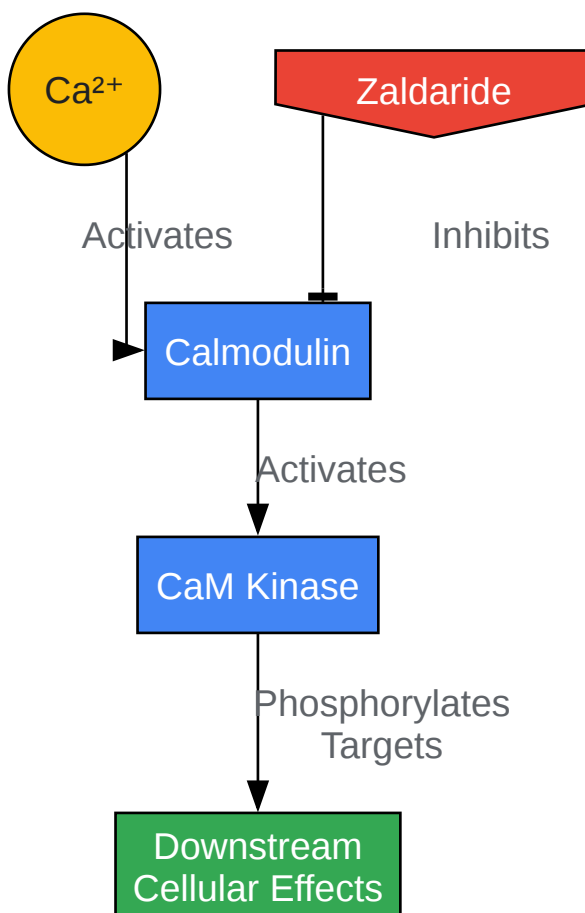 Ca²⁺
Zaldaride
Activates
Inhibits
Calmodulin
Activates
CaM Kinase
Phosphorylates
Targets
Downstream
Cellular Effects